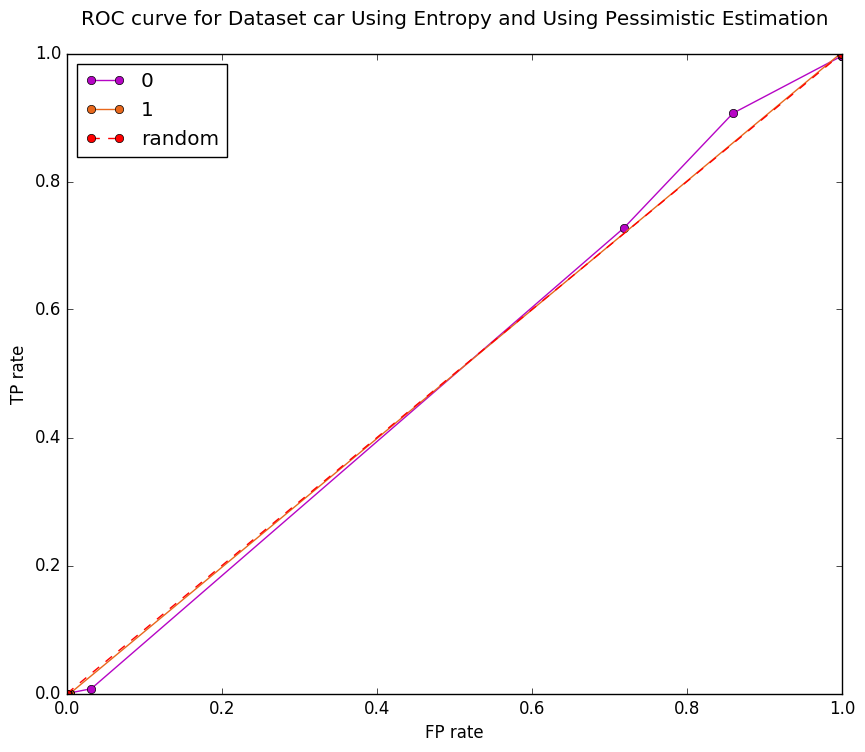 ROC curve for Dataset car Using Entropy and Using Pessimistic Estimation
1.0
0
1
random
0.8
0.6
TP rate
0.4
0.2
0.0
0.0 0.2 0.4 0.6 0.8 1.0
FP rate